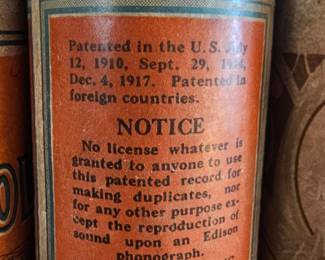 Patented in the U.S. July
12, 1910, Sept. 29, 1914,
Dec. 4, 1917. Patented in
foreign countries.
NOTICE
No license whatever is
granted to anyone to use
this patented record for
making duplicates, nor
for any other purpose ex-
cept the reproduction of
sound upon an Edison
phonograph.